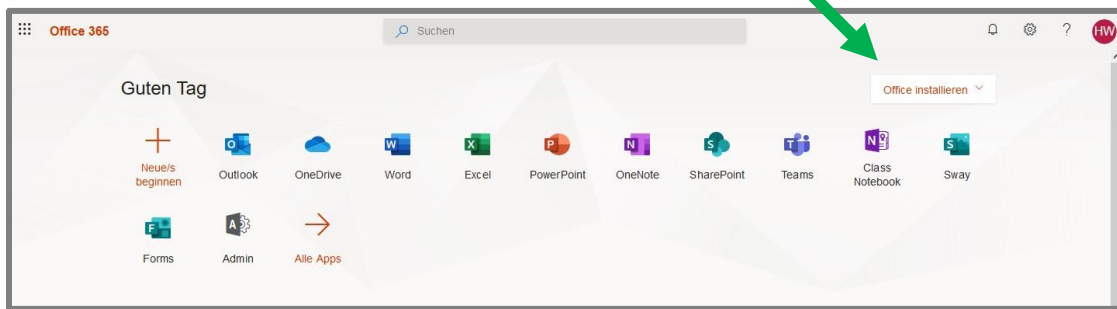 Office 365
Suchen
?
HW
Guten Tag
Office installieren
Neue/s
beginnen
Outlook
OneDrive
Word
Excel
PowerPoint
OneNote
SharePoint
Teams
Class
Notebook
Sway
Forms
Admin
Alle Apps